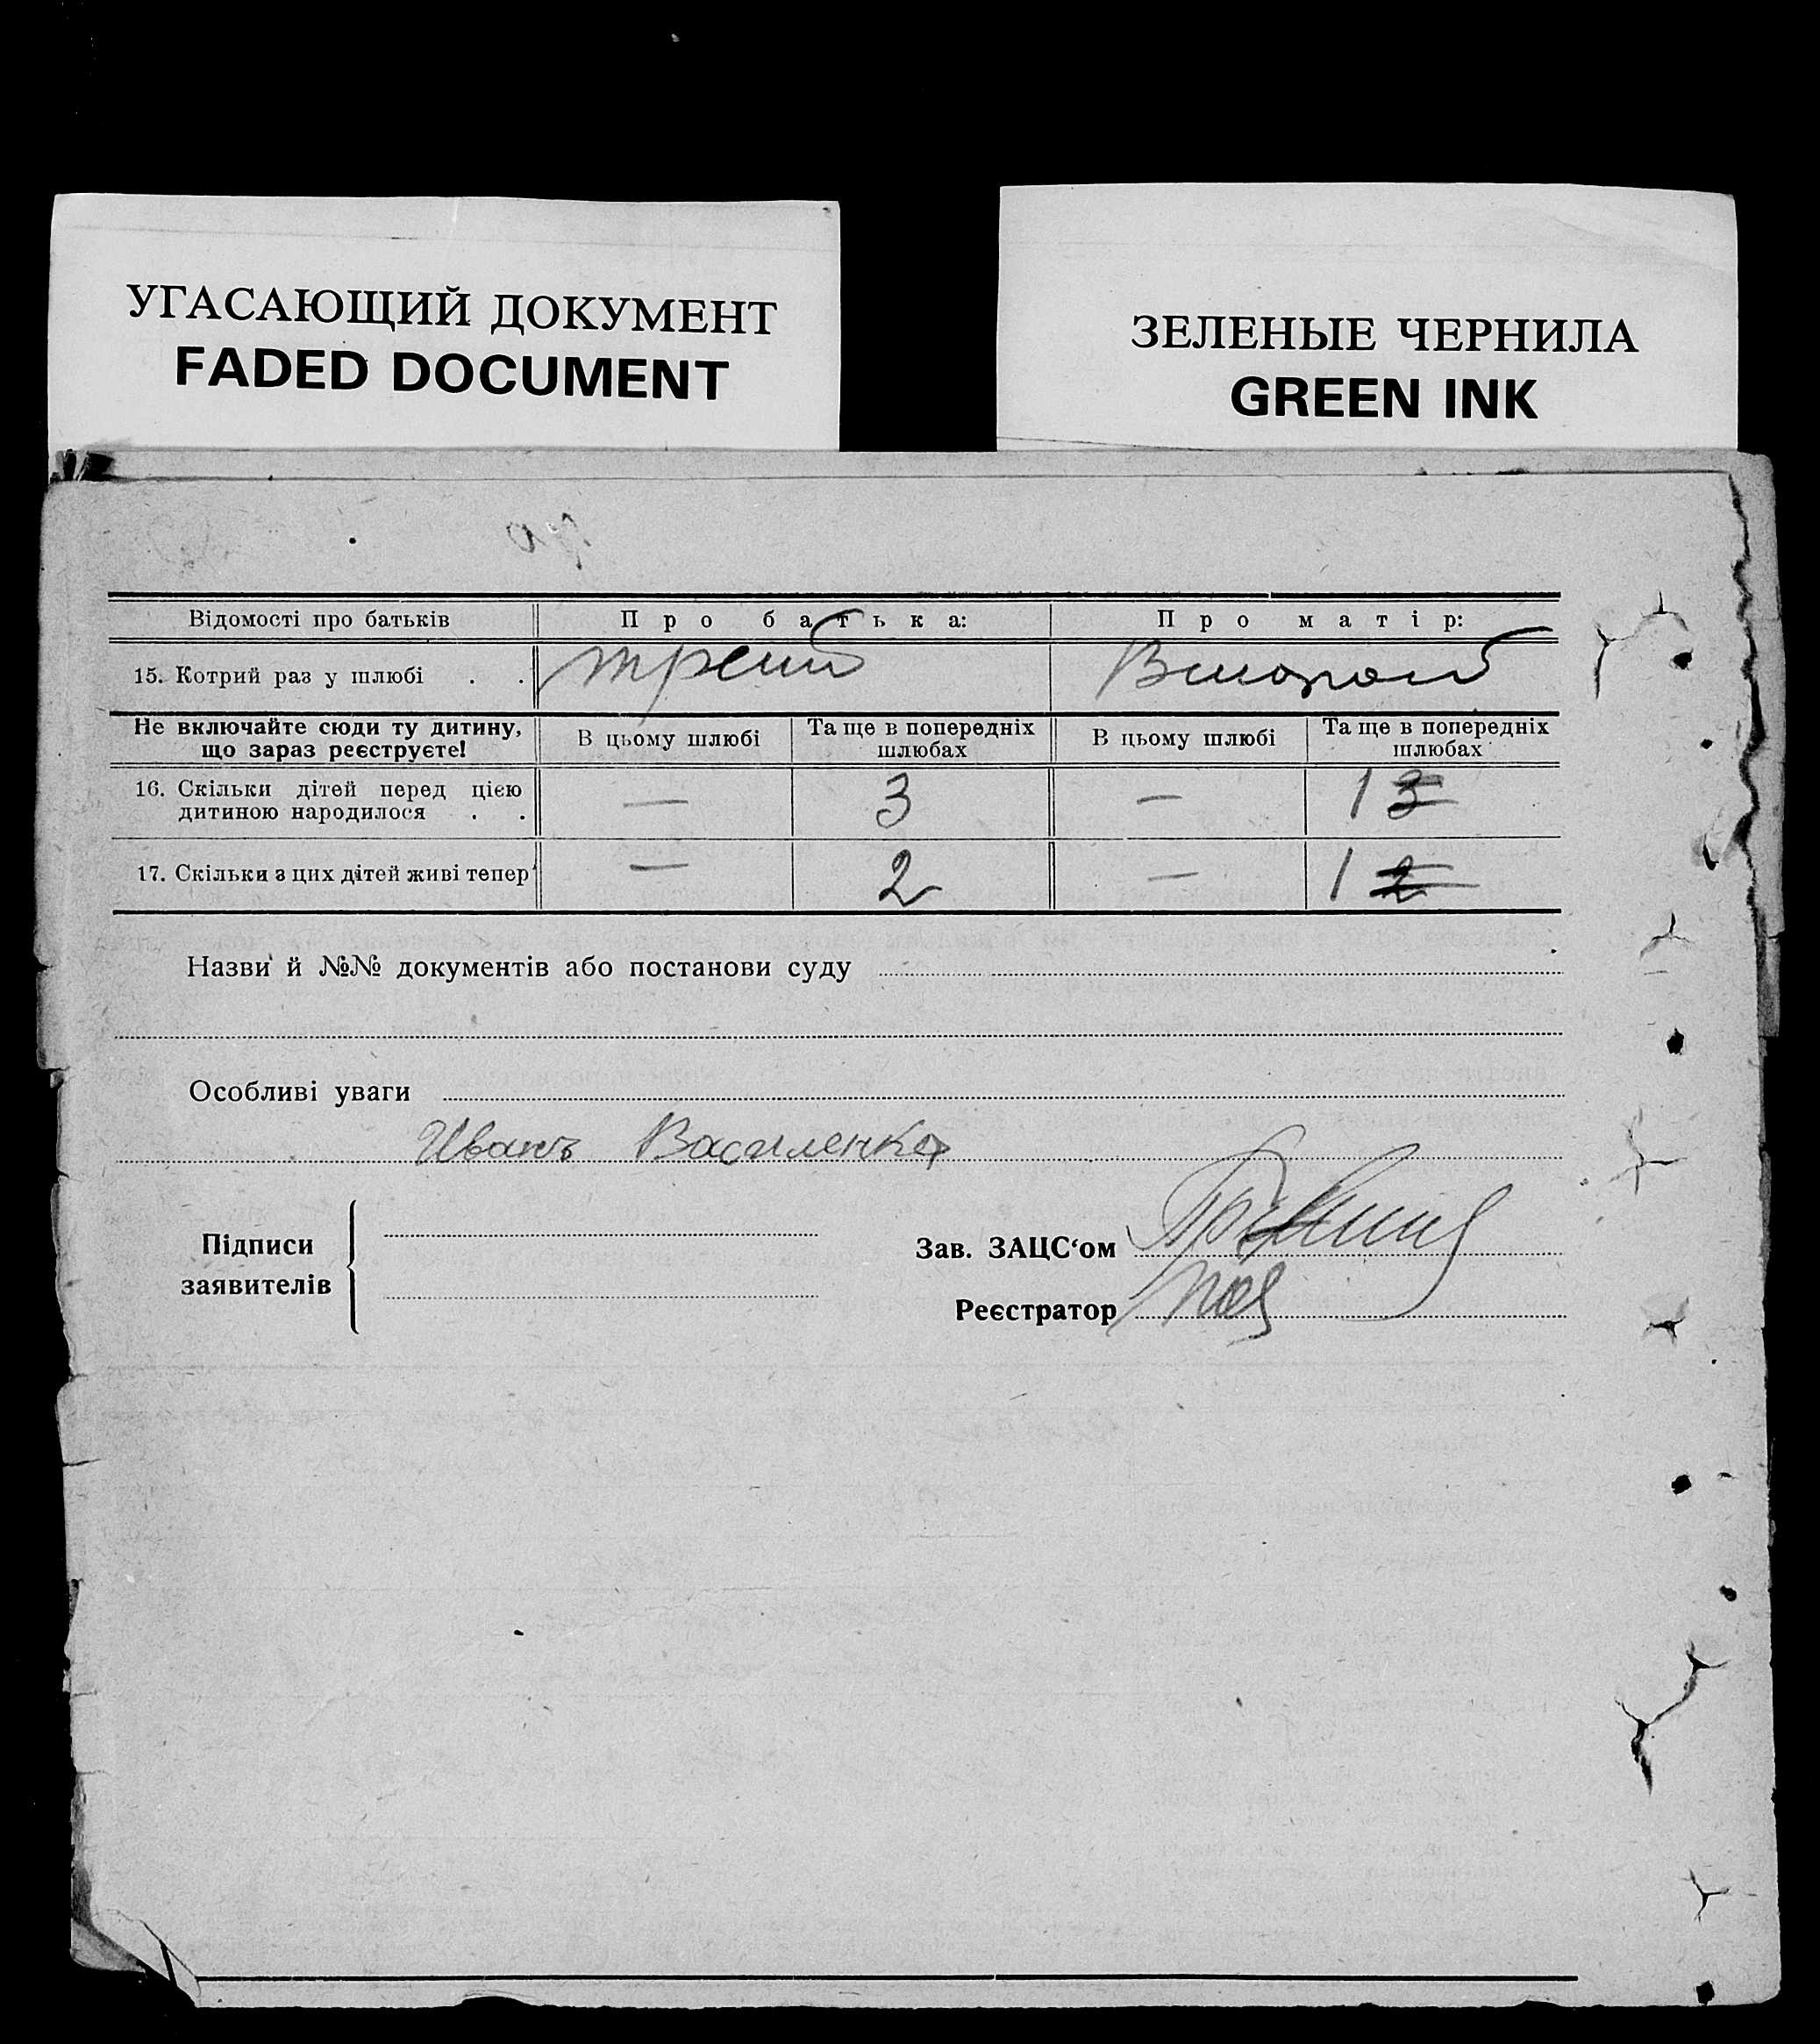 УГАСАЮЩИЙ ДОКУМЕНТ
FADED DOCUMENT
ЗЕЛЕНЫЕ ЧЕРНИЛА
GREEN INK
Відомості про батьків Про батька: Про матір:
15. Котрий раз у шлюбі . . третий Второй
Не включайте сюди ту дитину, що зараз реєструєте! В цьому шлюбі Та ще в попередніх шлюбах В цьому шлюбі Та ще в попередніх шлюбах
16. Скільки дітей перед цією дитиною народилося . . — 3 — 1 3
17. Скільки з цих дітей живі тепер — 2 — 1 2
Назви й №№ документів або постанови суду
Особливі уваги
Иванъ Василенко
Підписи заявителів
Зав. ЗАЦС‘ом
Реєстратор